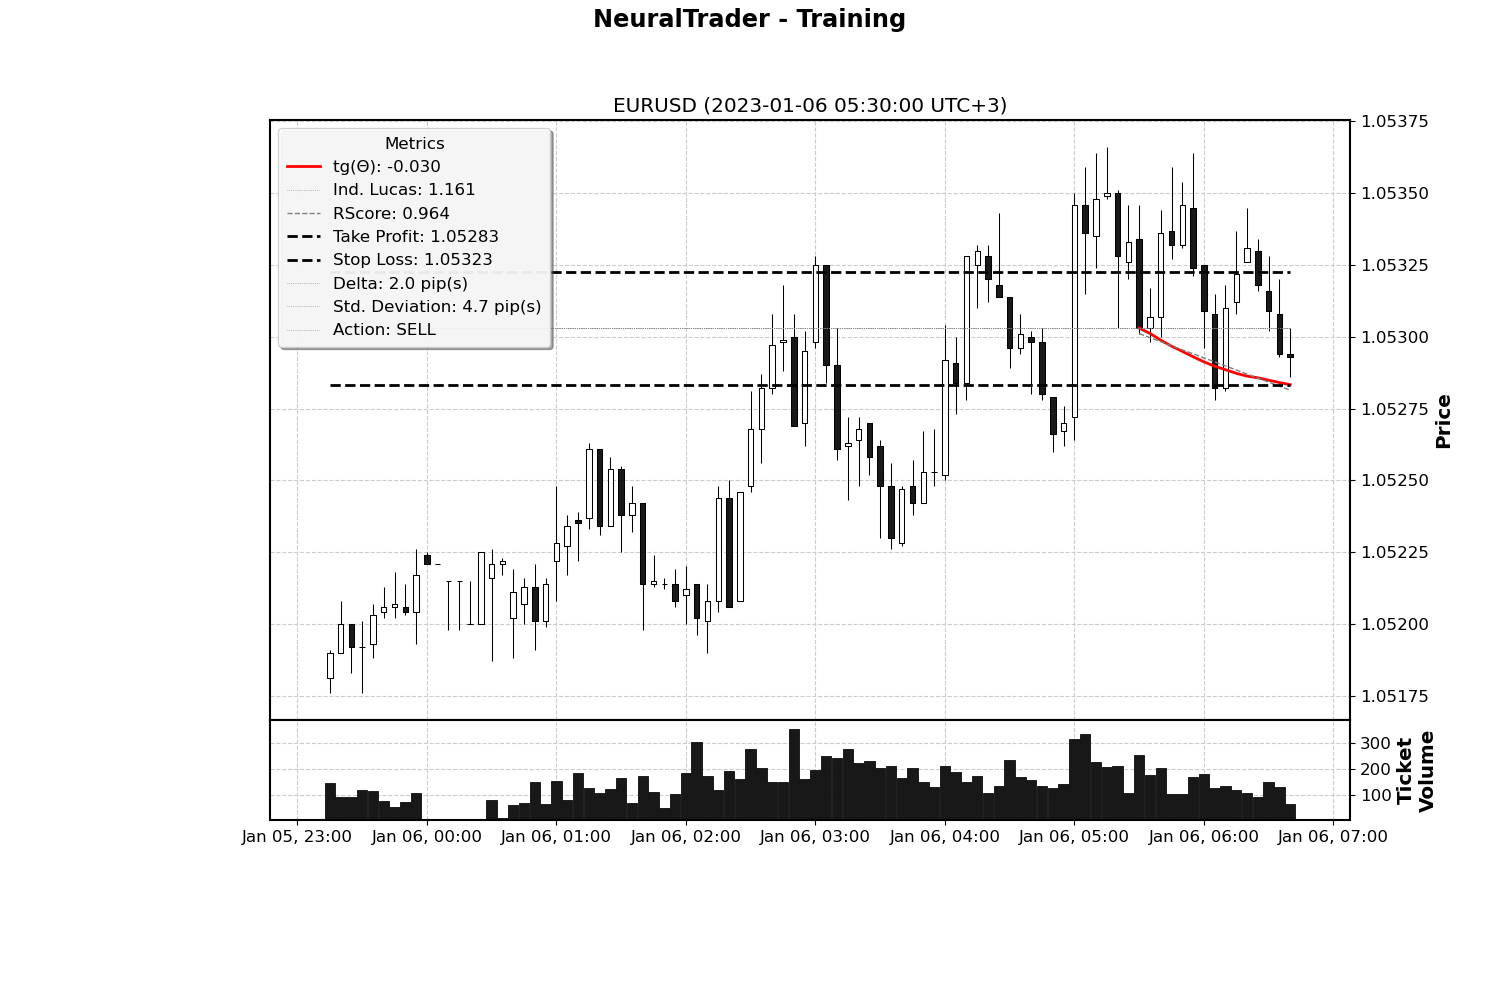 NeuralTrader - Training
EURUSD (2023-01-06 05:30:00 UTC+3)
Metrics
tg(Θ): -0.030
Ind. Lucas: 1.161
RScore: 0.964
Take Profit: 1.05283
Stop Loss: 1.05323
Delta: 2.0 pip(s)
Std. Deviation: 4.7 pip(s)
Action: SELL
1.05375
1.05350
1.05325
1.05300
1.05275
1.05250
1.05225
1.05200
1.05175
Price
300
200
100
Ticket
Volume
Jan 05, 23:00 Jan 06, 00:00 Jan 06, 01:00 Jan 06, 02:00 Jan 06, 03:00 Jan 06, 04:00 Jan 06, 05:00 Jan 06, 06:00 Jan 06, 07:00